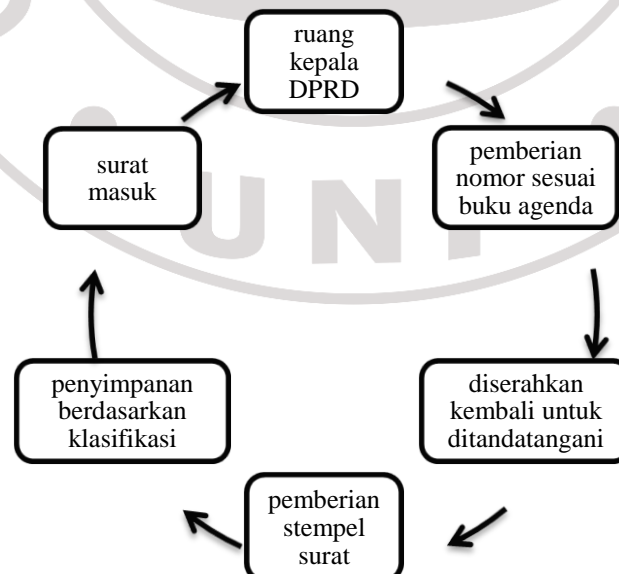 ruang
kepala
DPRD
pemberian
nomor sesuai
buku agenda
diserahkan
kembali untuk
ditandatangani
pemberian
stempel
surat
penyimpanan
berdasarkan
klasifikasi
surat
masuk